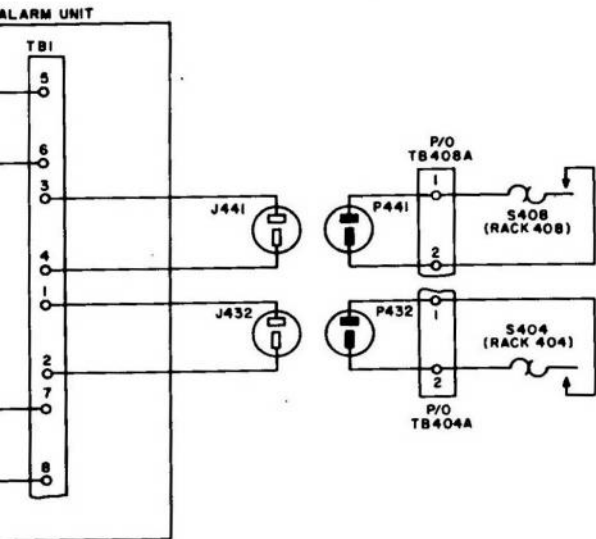 ALARM UNIT
TB1
5
6
3
4
1
2
7
8
J441
P441
J432
P432
P/O
TB408A
1
2
S408
(RACK 408)
1
2
S404
(RACK 404)
P/O
TB404A